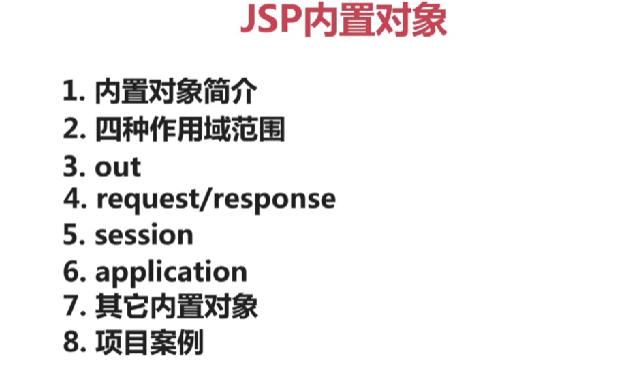 JSP内置对象
1. 内置对象简介
2. 四种作用域范围
3. out
4. request/response
5. session
6. application
7. 其它内置对象
8. 项目案例